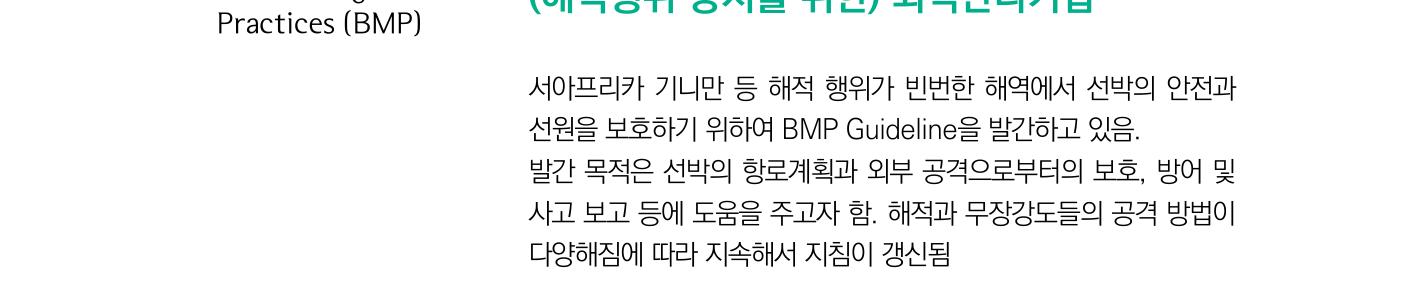 Practices (BMP)
서아프리카 기니만 등 해적 행위가 빈번한 해역에서 선박의 안전과
선원을 보호하기 위하여 BMP Guideline을 발간하고 있음.
발간 목적은 선박의 항로계획과 외부 공격으로부터의 보호, 방어 및
사고 보고 등에 도움을 주고자 함. 해적과 무장강도들의 공격 방법이
다양해짐에 따라 지속해서 지침이 갱신됨